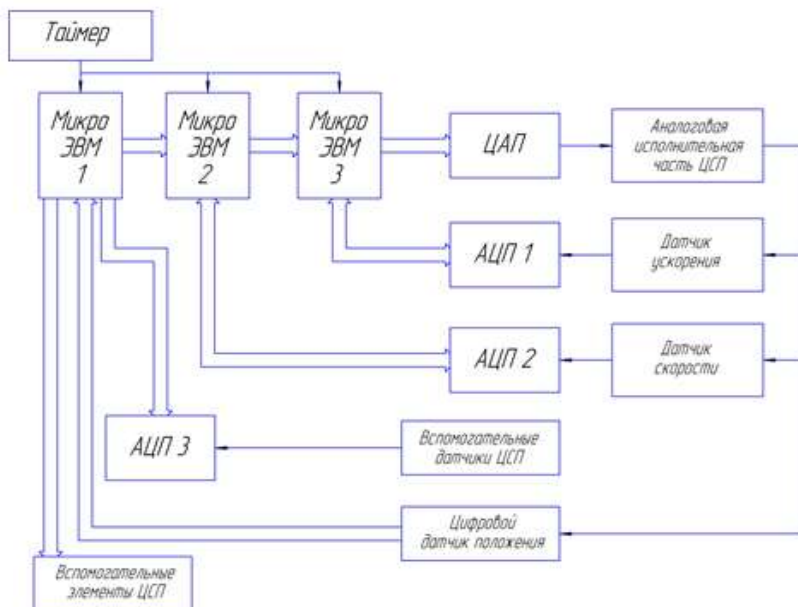 Таймер
Микро
ЭВМ
1
Микро
ЭВМ
2
Микро
ЭВМ
3
ЦАП
Аналоговая
исполнительная
часть ЦСП
АЦП 1
Датчик
ускорения
АЦП 2
Датчик
скорости
АЦП 3
Вспомогательные
датчики ЦСП
Цифровой
датчик положения
Вспомогательные
элементы ЦСП